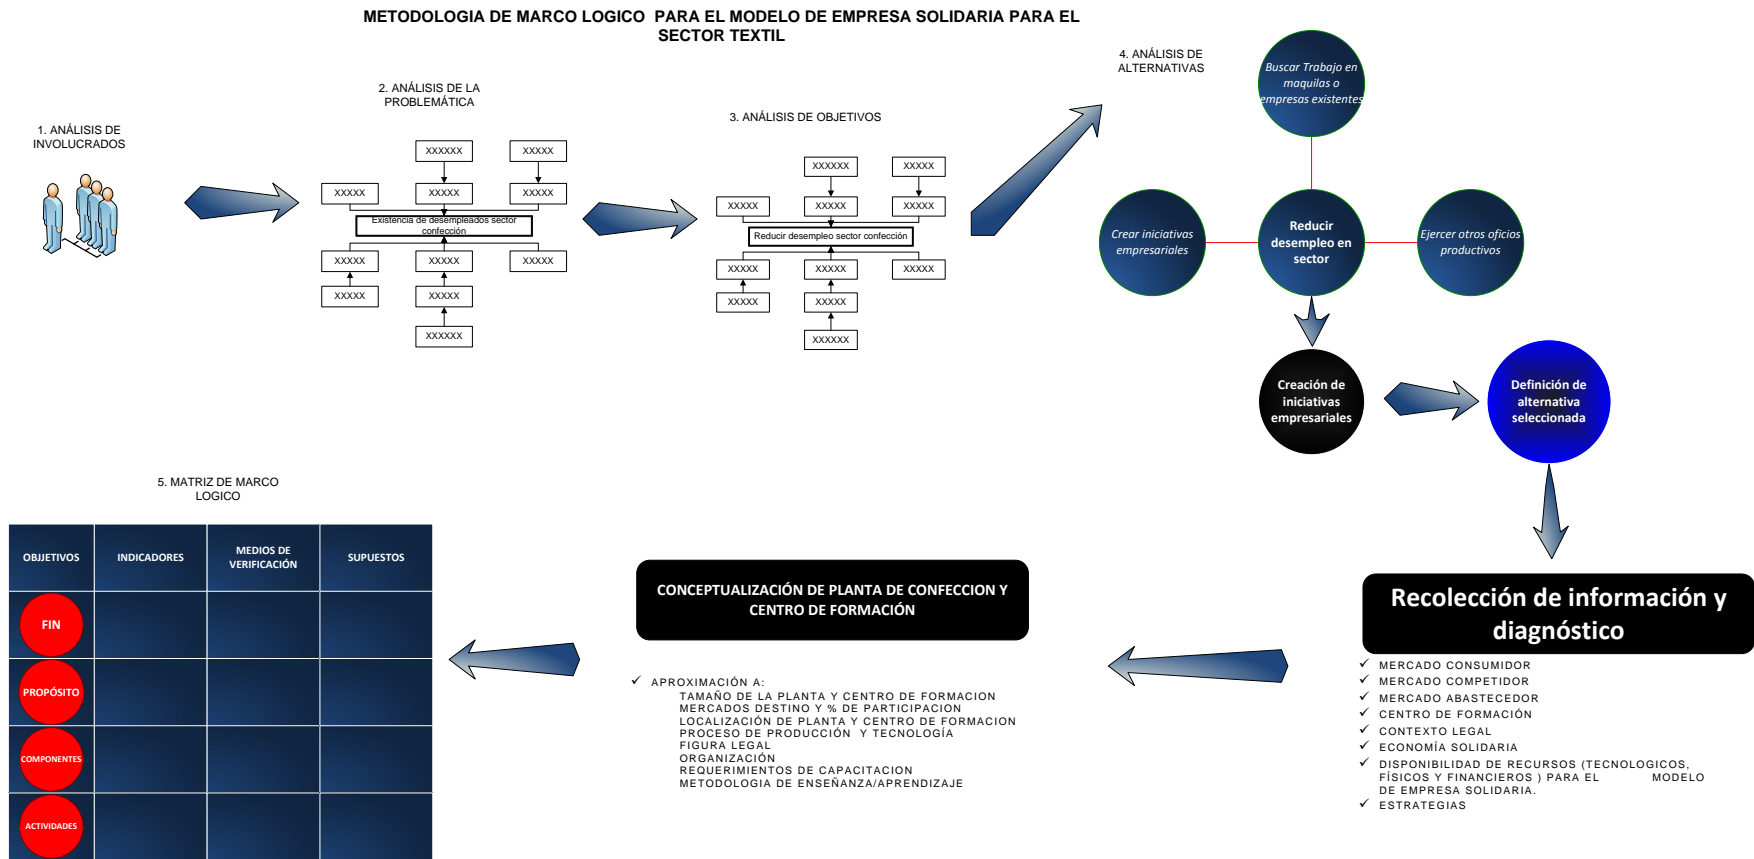 METODOLOGIA DE MARCO LOGICO PARA EL MODELO DE EMPRESA SOLIDARIA PARA EL
SECTOR TEXTIL
1. ANÁLISIS DE
INVOLUCRADOS
2. ANÁLISIS DE LA
PROBLEMÁTICA
XXXXXX
XXXXX
XXXXX
XXXXX
XXXXX
Existencia de desempleados sector
confección
XXXXX
XXXXX
XXXXX
XXXXX
XXXXX
XXXXXX
3. ANÁLISIS DE OBJETIVOS
XXXXXX
XXXXX
XXXXX
XXXXX
XXXXX
Reducir desempleo sector confección
XXXXX
XXXXX
XXXXX
XXXXX
XXXXX
XXXXXX
4. ANÁLISIS DE
ALTERNATIVAS
Buscar Trabajo en
maquilas o
empresas existentes
Crear iniciativas
empresariales
Reducir
desempleo en
sector
Ejercer otros oficios
productivos
Creación de
iniciativas
empresariales
Definición de
alternativa
seleccionada
Recolección de información y
diagnóstico
✓ MERCADO CONSUMIDOR
✓ MERCADO COMPETIDOR
✓ MERCADO ABASTECEDOR
✓ CENTRO DE FORMACIÓN
✓ CONTEXTO LEGAL
✓ ECONOMÍA SOLIDARIA
✓ DISPONIBILIDAD DE RECURSOS (TECNOLOGICOS,
FÍSICOS Y FINANCIEROS ) PARA EL MODELO
DE EMPRESA SOLIDARIA.
✓ ESTRATEGIAS
CONCEPTUALIZACIÓN DE PLANTA DE CONFECCION Y
CENTRO DE FORMACIÓN
✓ APROXIMACIÓN A:
TAMAÑO DE LA PLANTA Y CENTRO DE FORMACION
MERCADOS DESTINO Y % DE PARTICIPACION
LOCALIZACIÓN DE PLANTA Y CENTRO DE FORMACION
PROCESO DE PRODUCCIÓN Y TECNOLOGÍA
FIGURA LEGAL
ORGANIZACIÓN
REQUERIMIENTOS DE CAPACITACION
METODOLOGIA DE ENSEÑANZA/APRENDIZAJE
5. MATRIZ DE MARCO
LOGICO
OBJJETIVOS
INDICADORES
MEDIOS DE
VERIFICACIÓN
SUPUESTOS
FIN
PROPÓSITO
COMPONENTES
ACTIVIDADES